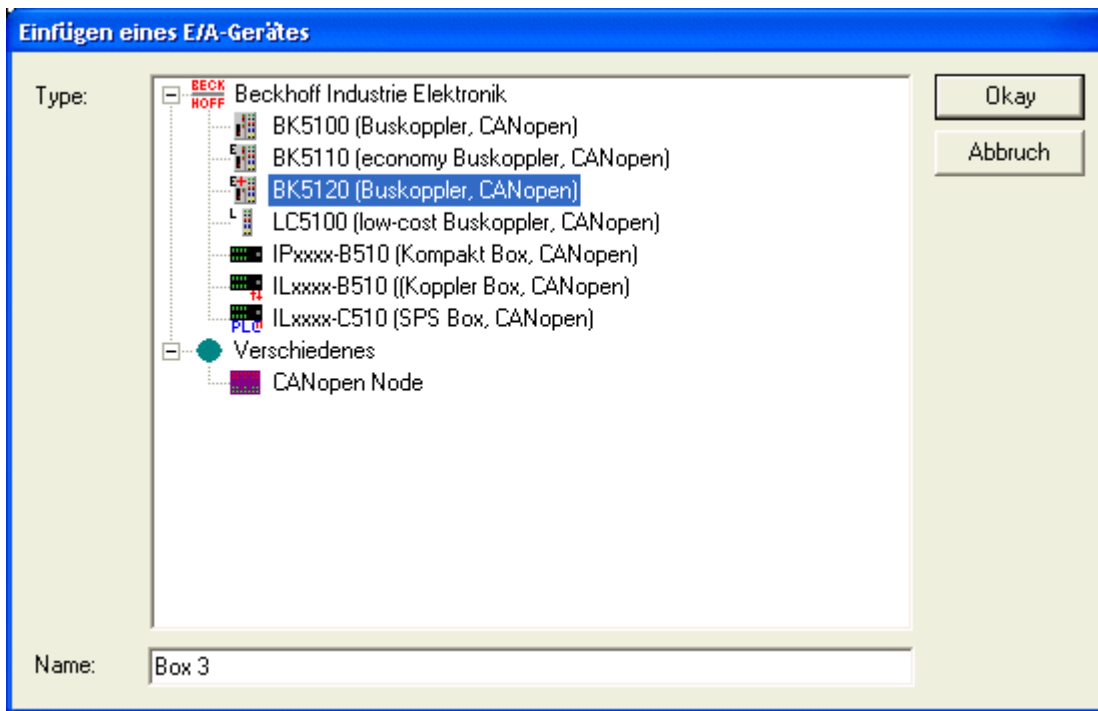 Einfügen eines E/A-Gerätes
Type:
BECK
HOFF
Beckhoff Industrie Elektronik
BK5100 (Buskoppler, CANopen)
E
BK5110 (economy Buskoppler, CANopen)
E+
BK5120 (Buskoppler, CANopen)
L
LC5100 (low-cost Buskoppler, CANopen)
IPxxxx-B510 (Kompakt Box, CANopen)
ILxxxx-B510 ((Koppler Box, CANopen)
PLC
ILxxxx-C510 (SPS Box, CANopen)
Verschiedenes
CANopen Node
Okay
Abbruch
Name:
Box 3